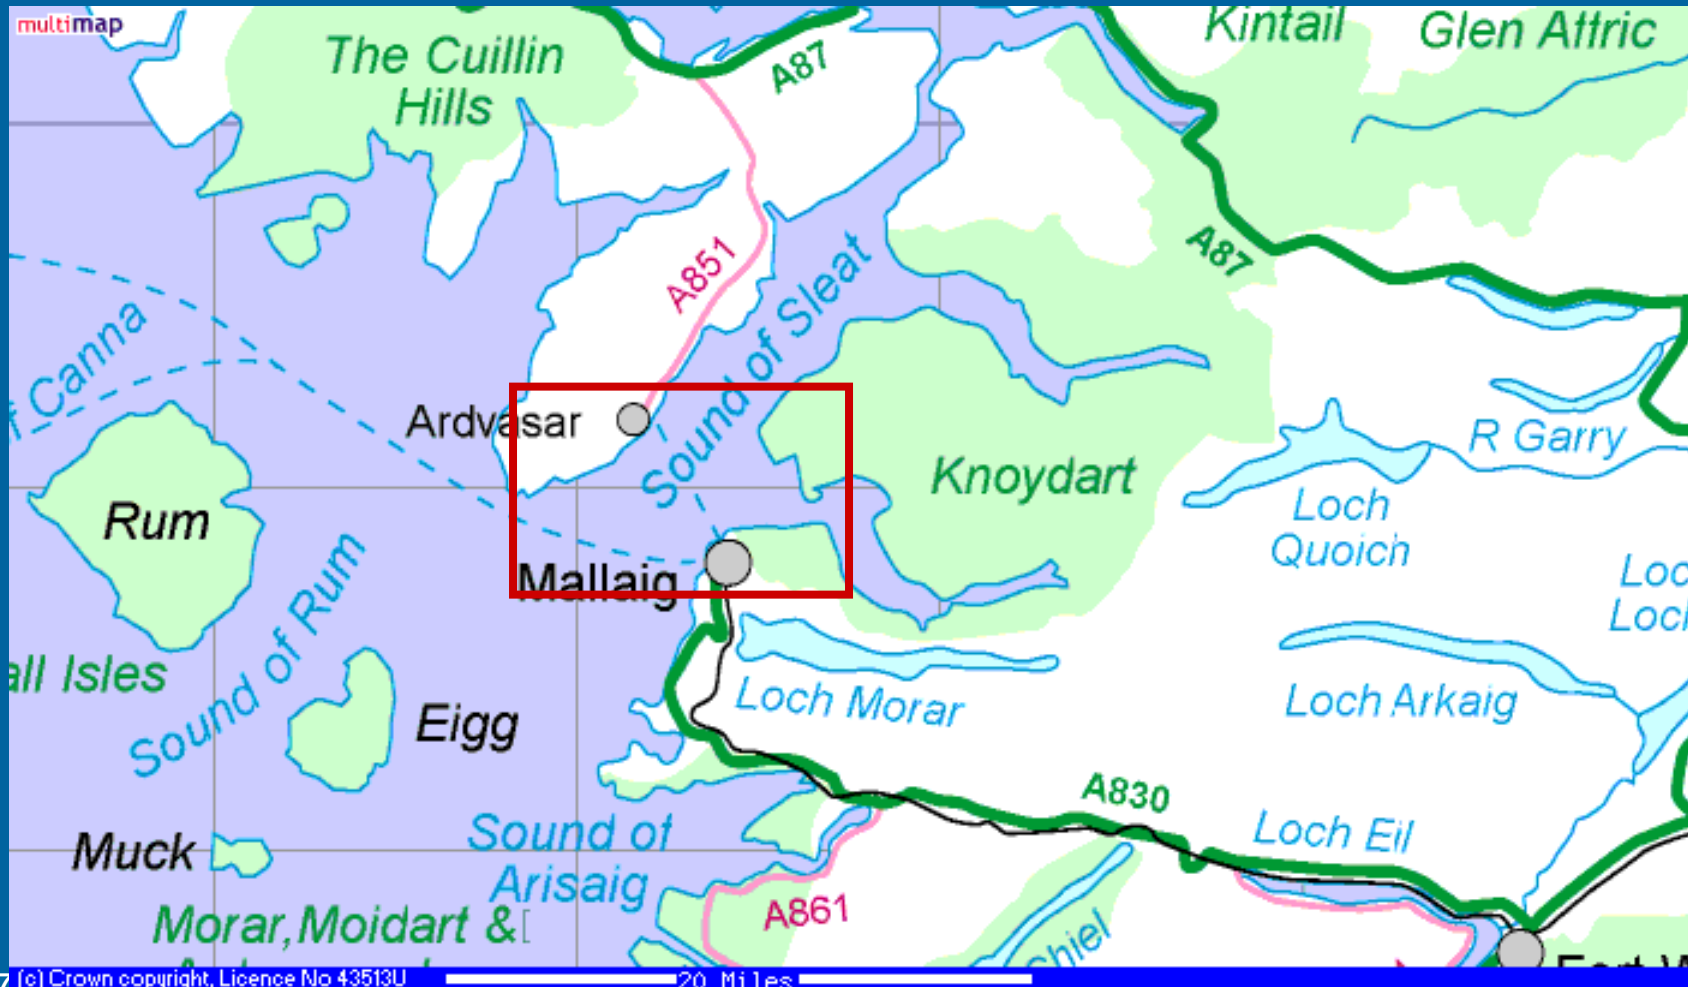 multimap
Kintail
Glen Affric
The Cuillin
Hills
A87
A87
A851
Sound of Sleat
of Canna
Ardvasar
R Garry
Knoydart
Loch
Quoich
Rum
Mallaig
Sound of Rum
all Isles
Loch Morar
Loch Arkaig
Eigg
A830
Loch Eil
Muck
Sound of
Arisaig
A861
Morar, Moidart &
(c) Crown copyright, Licence No 43513U
20 Miles